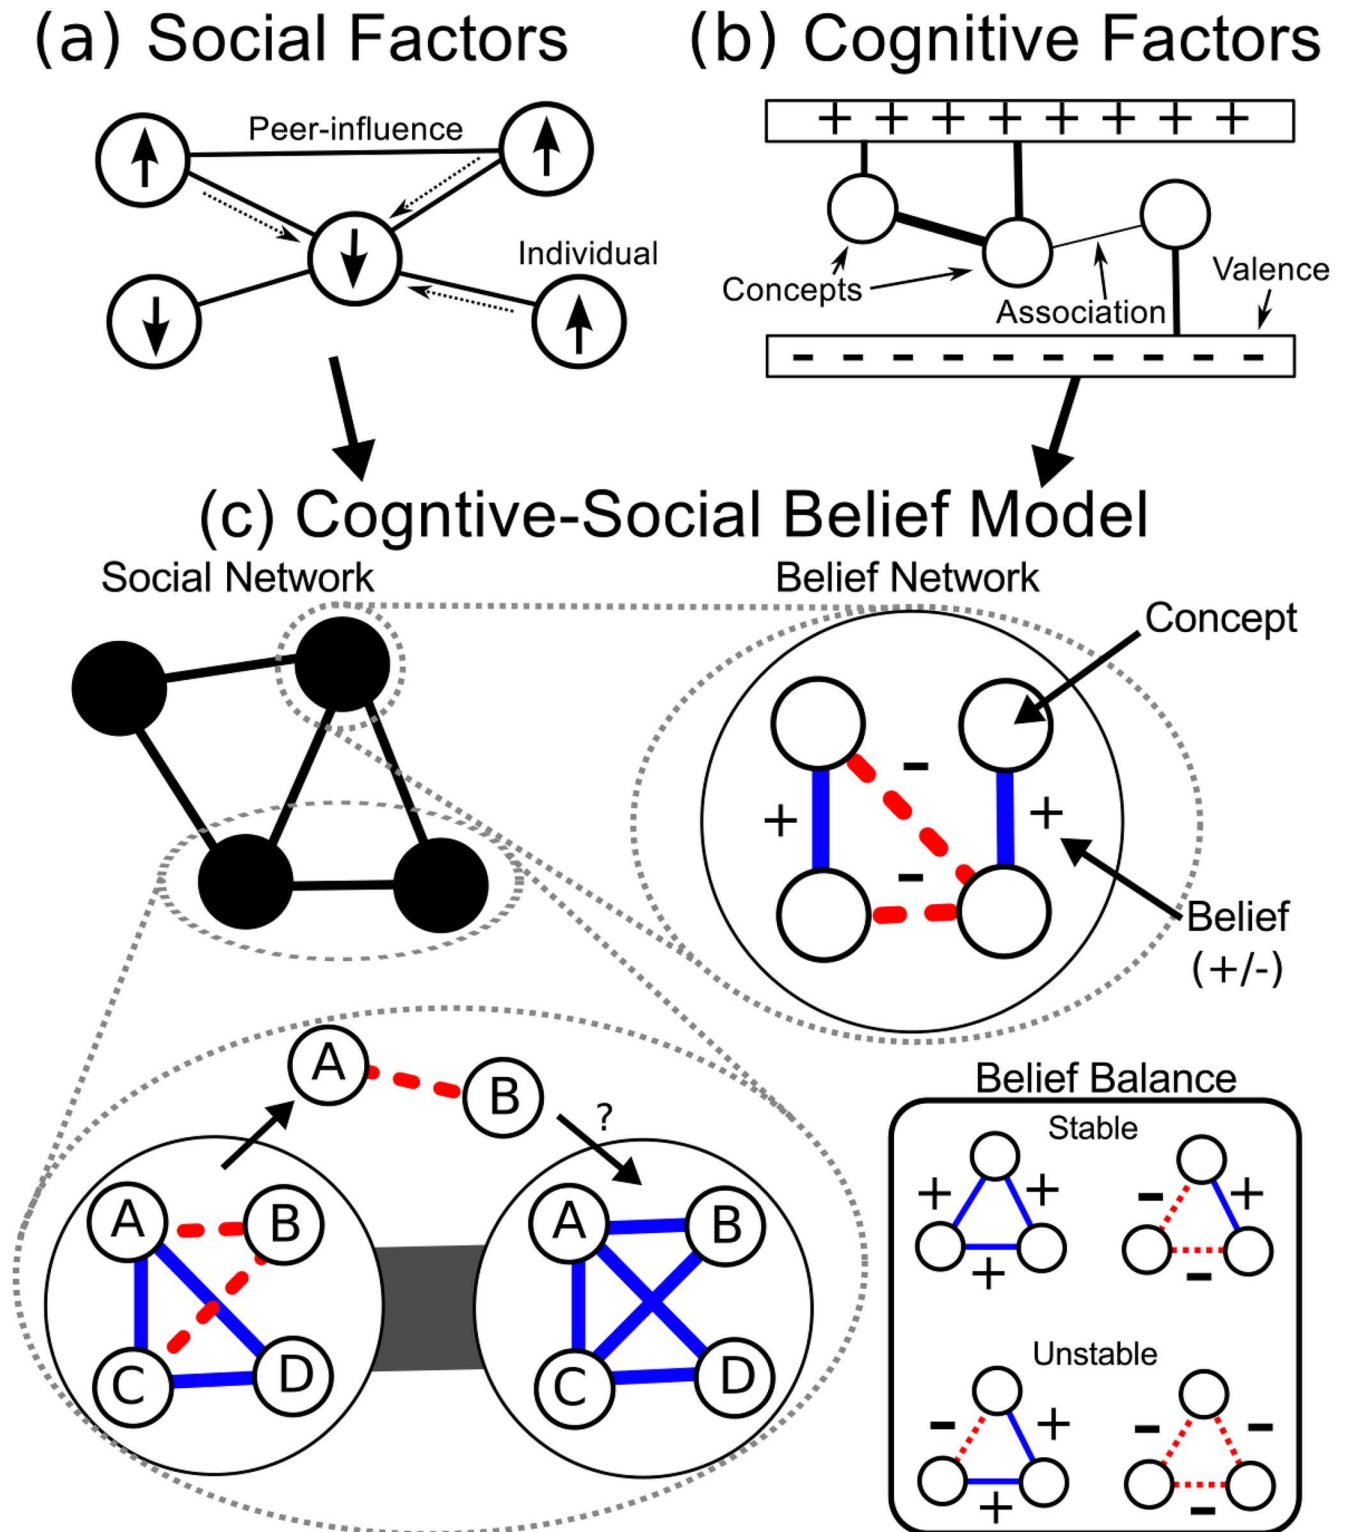 (a) Social Factors
Peer-influence
Individual
(b) Cognitive Factors
+ + + + + + + +
Concepts
Association
Valence
- - - - - - - - - -
(c) Cogntive-Social Belief Model
Social Network
Belief Network
Concept
-
+
+
-
Belief
(+/-)
A
B
?
A
B
C
D
A
B
C
D
Belief Balance
Stable
+
+
+
-
+
-
Unstable
-
+
+
-
-
-